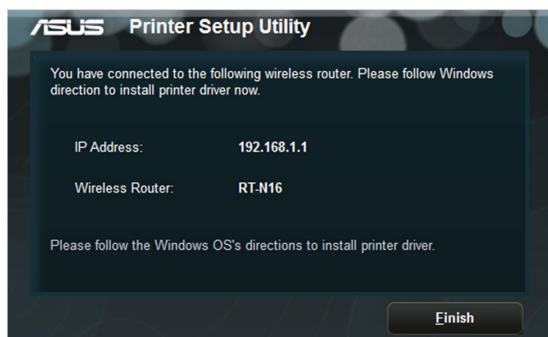 ASUS Printer Setup Utility
You have connected to the following wireless router. Please follow Windows
direction to install printer driver now.
IP Address: 192.168.1.1
Wireless Router: RT-N16
Please follow the Windows OS's directions to install printer driver.
Finish